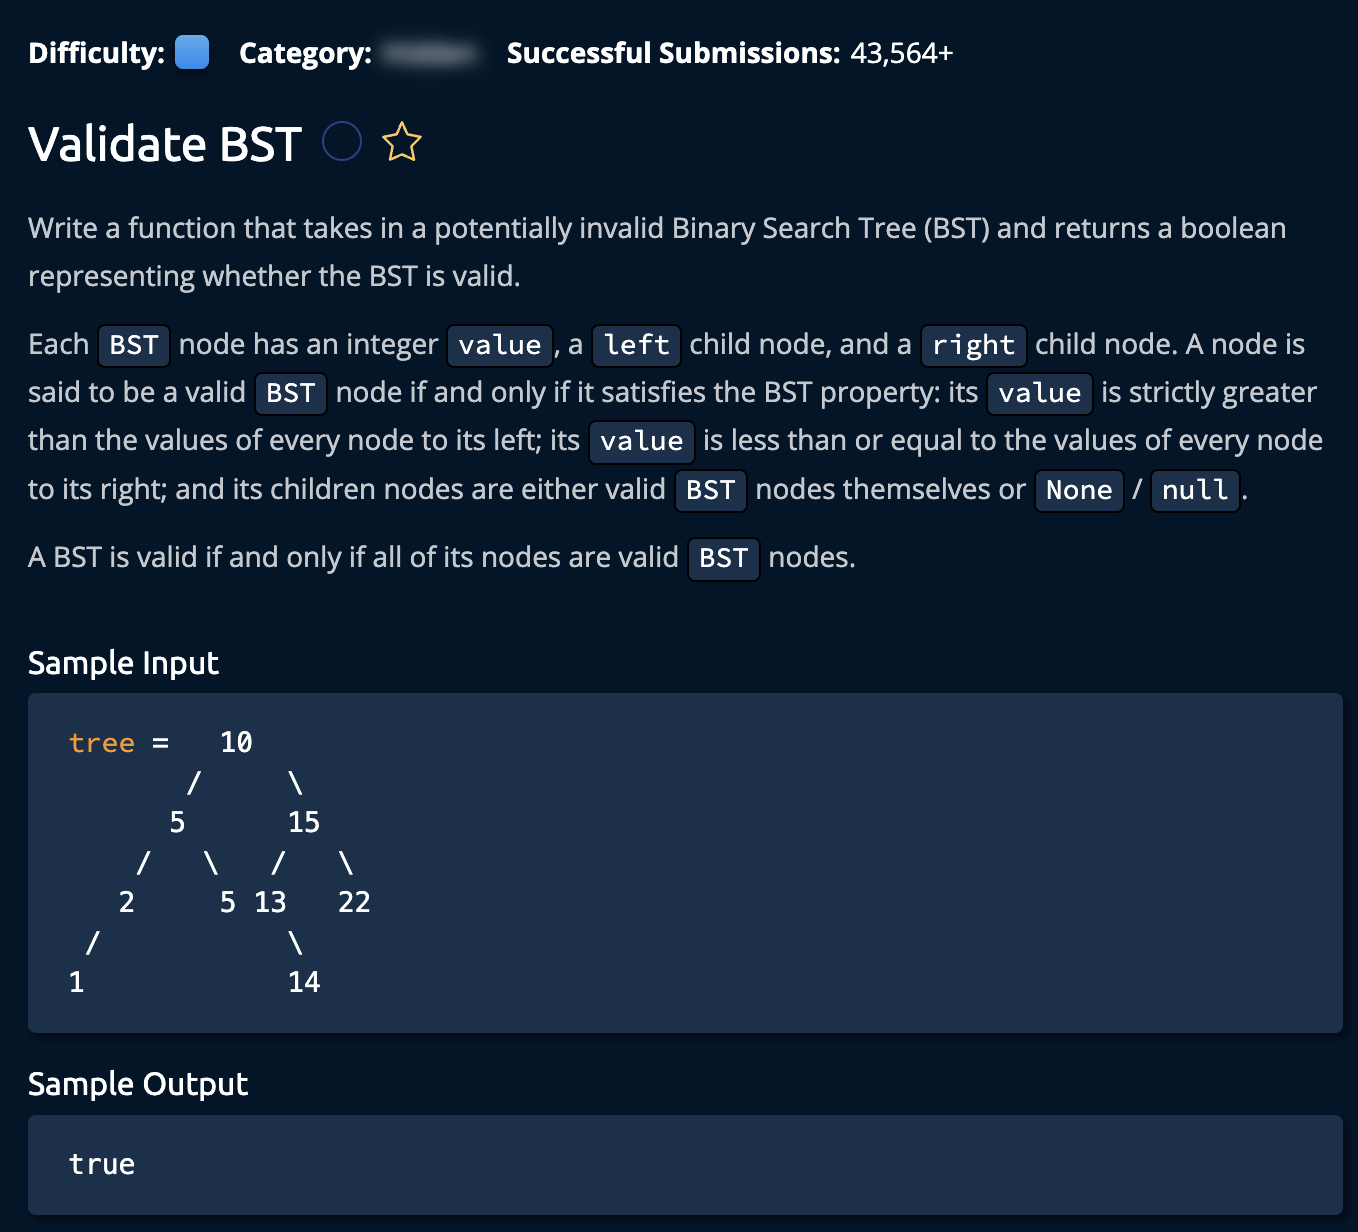 Difficulty: Category: Successful Submissions: 43,564+
Validate BST
Write a function that takes in a potentially invalid Binary Search Tree (BST) and returns a boolean
representing whether the BST is valid.
Each BST node has an integer value, a left child node, and a right child node. A node is
said to be a valid BST node if and only if it satisfies the BST property: its value is strictly greater
than the values of every node to its left; its value is less than or equal to the values of every node
to its right; and its children nodes are either valid BST nodes themselves or None / null.
A BST is valid if and only if all of its nodes are valid BST nodes.
Sample Input
tree =   10
       /     \
      5      15
    /   \   /   \
   2     5 13   22
 /           \
1            14
Sample Output
true